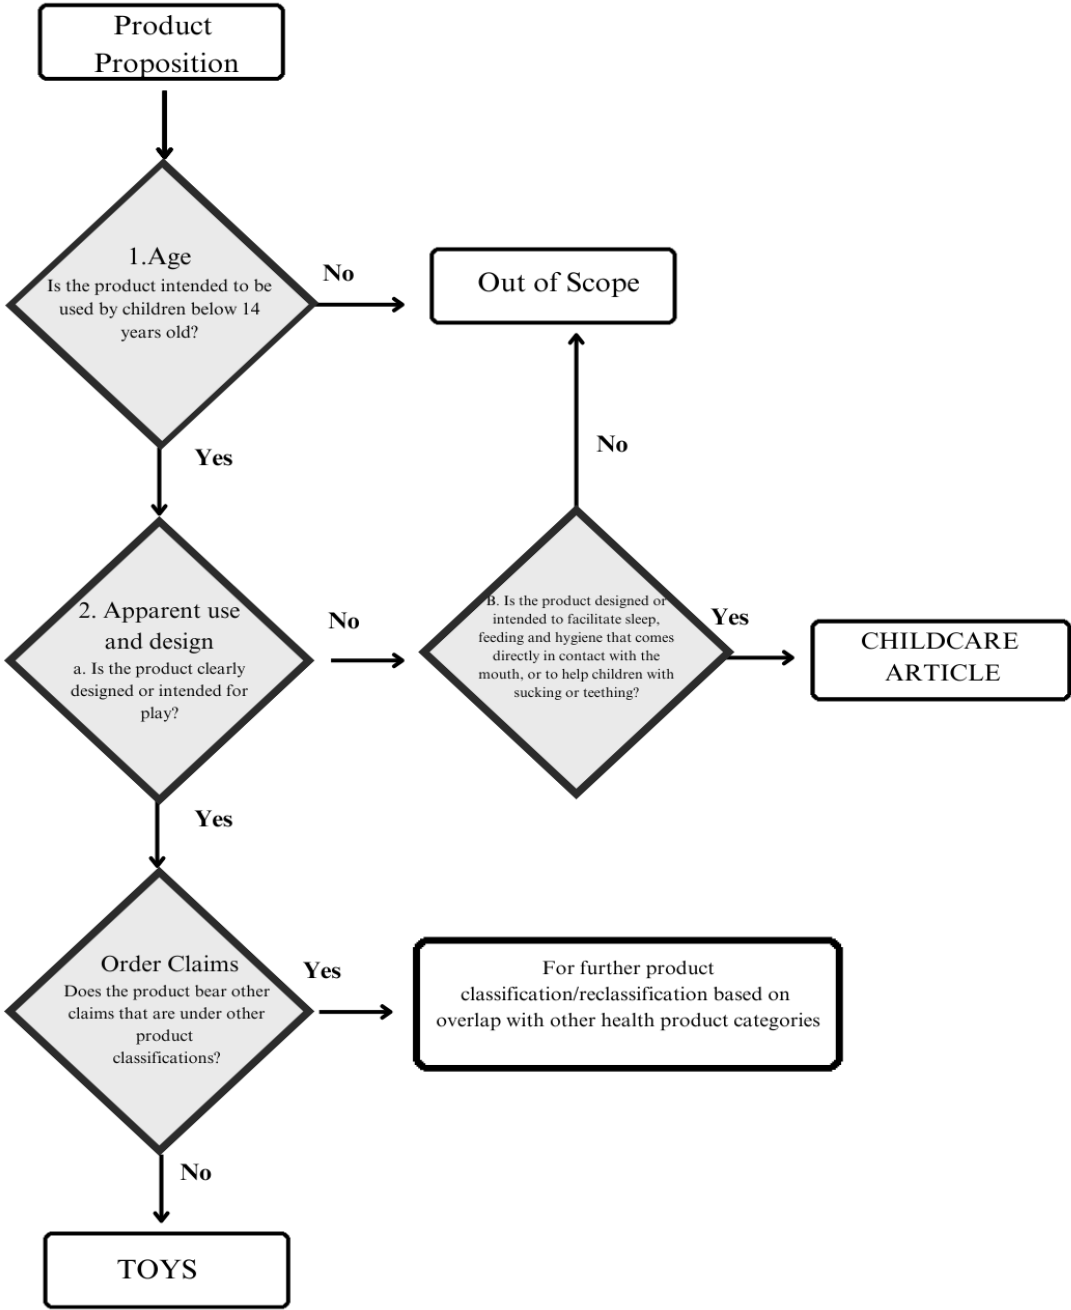 Product
Proposition
1.Age
Is the product intended to be
used by children below 14
years old?
No
Out of Scope
Yes
No
2. Apparent use
and design
a. Is the product clearly
designed or intended for
play?
No
B. Is the product designed or
intended to facilitate sleep,
feeding and hygiene that comes
directly in contact with the
mouth, or to help children with
sucking or teething?
Yes
CHILDCARE
ARTICLE
Yes
Order Claims
Does the product bear other
claims that are under other
product
classifications?
Yes
For further product
classification/reclassification based on
overlap with other health product categories
No
TOYS